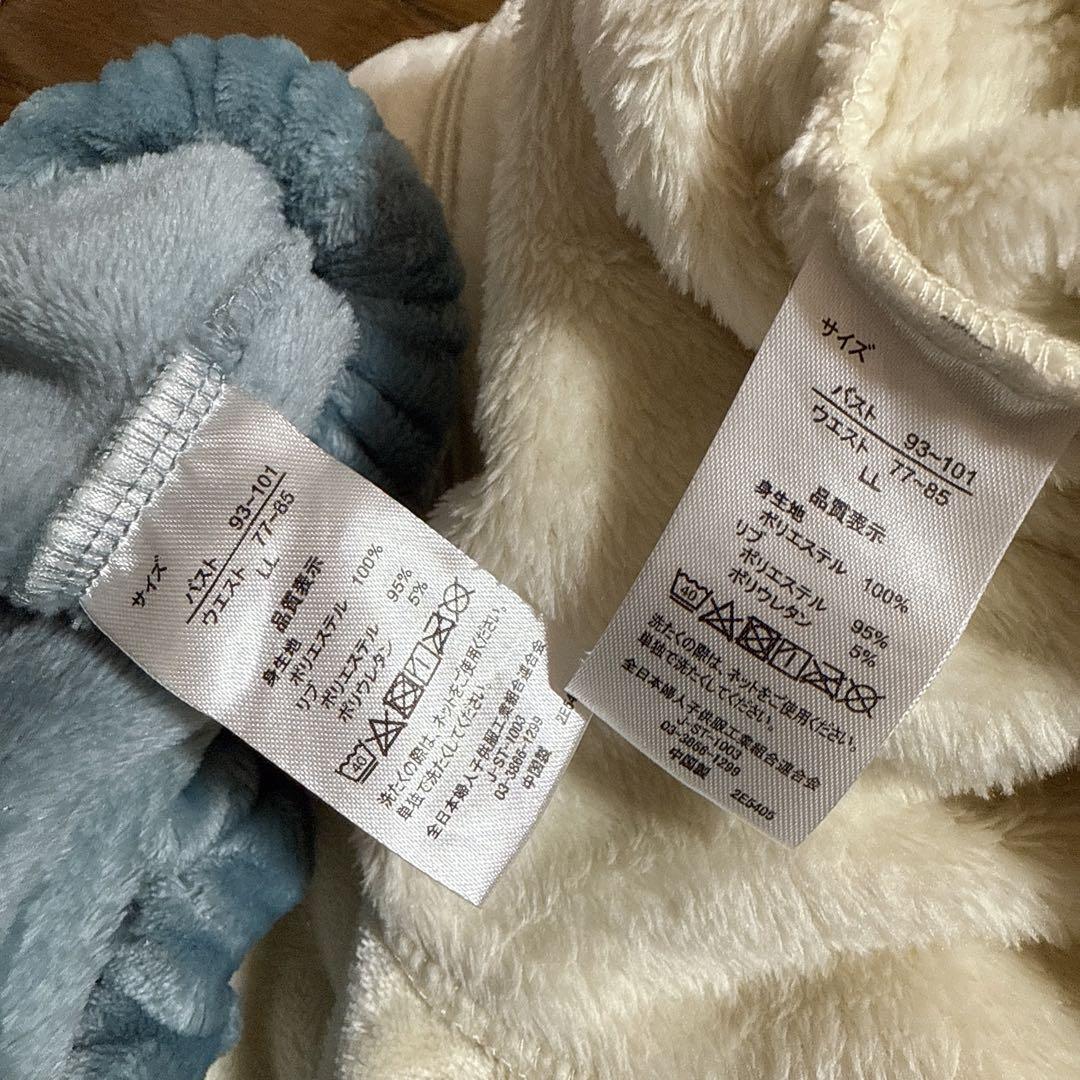 サイズ
バスト 93~101
ウエスト 77~85
LL
品質表示
身生地
ポリエステル 100%
リブ
ポリエステル 95%
ポリウレタン 5%
40
洗たくの際は、ネットをご使用ください。
単独で洗たくしてください。
全日本婦人子供服工業組合連合会
J-ST-1003
03-3066-1299
中国製
サイズ
バスト 93~101
ウエスト 77~85
LL
品質表示
身生地
ポリエステル 100%
リブ
ポリエステル 95%
ポリウレタン 5%
40
洗たくの際は、ネットをご使用ください。
単独で洗たくしてください。
全日本婦人子供服工業組合連合会
J-ST-1003
03-3066-1299
中国製
2E5405